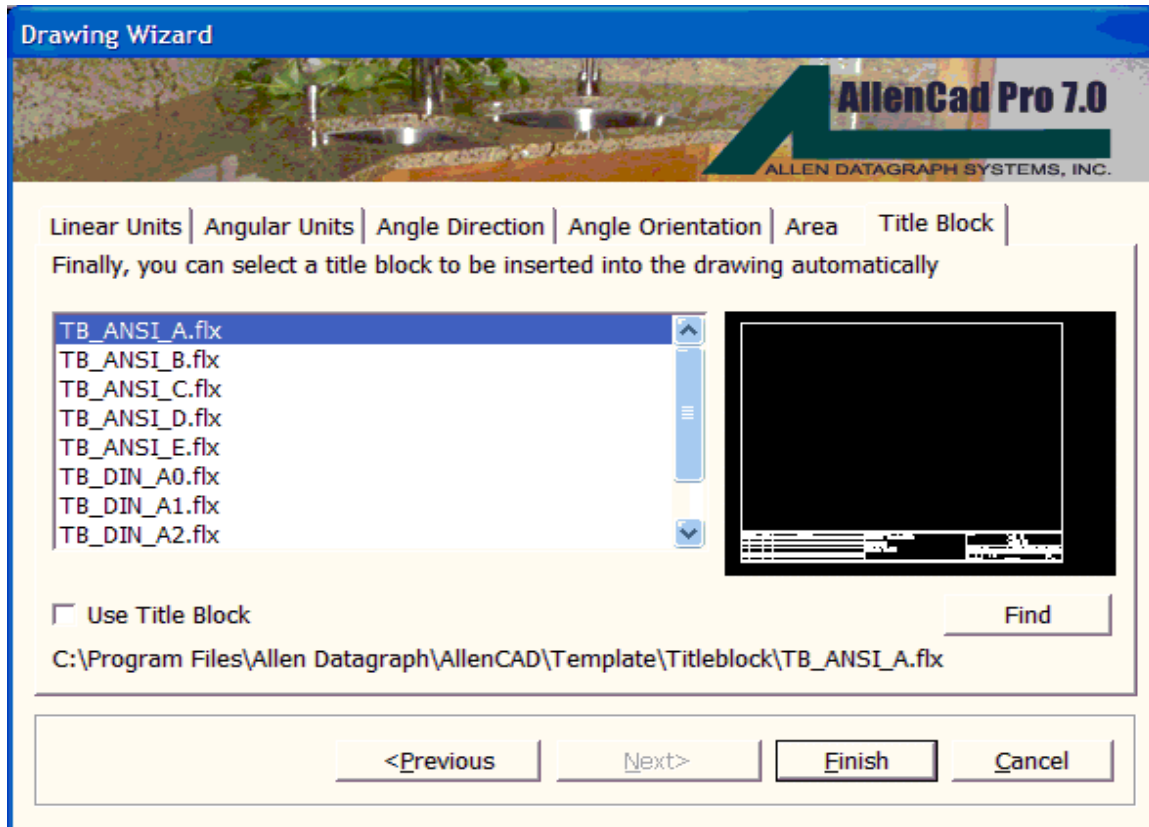 Drawing Wizard
AllenCad Pro 7.0
ALLEN DATAGRAPH SYSTEMS, INC.
Linear Units Angular Units Angle Direction Angle Orientation Area Title Block
Finally, you can select a title block to be inserted into the drawing automatically
TB_ANSI_A.flx
TB_ANSI_B.flx
TB_ANSI_C.flx
TB_ANSI_D.flx
TB_ANSI_E.flx
TB_DIN_A0.flx
TB_DIN_A1.flx
TB_DIN_A2.flx
Use Title Block Find
C:\Program Files\Allen Datagraph\AllenCAD\Template\Titleblock\TB_ANSI_A.flx
<Previous Next> Finish Cancel